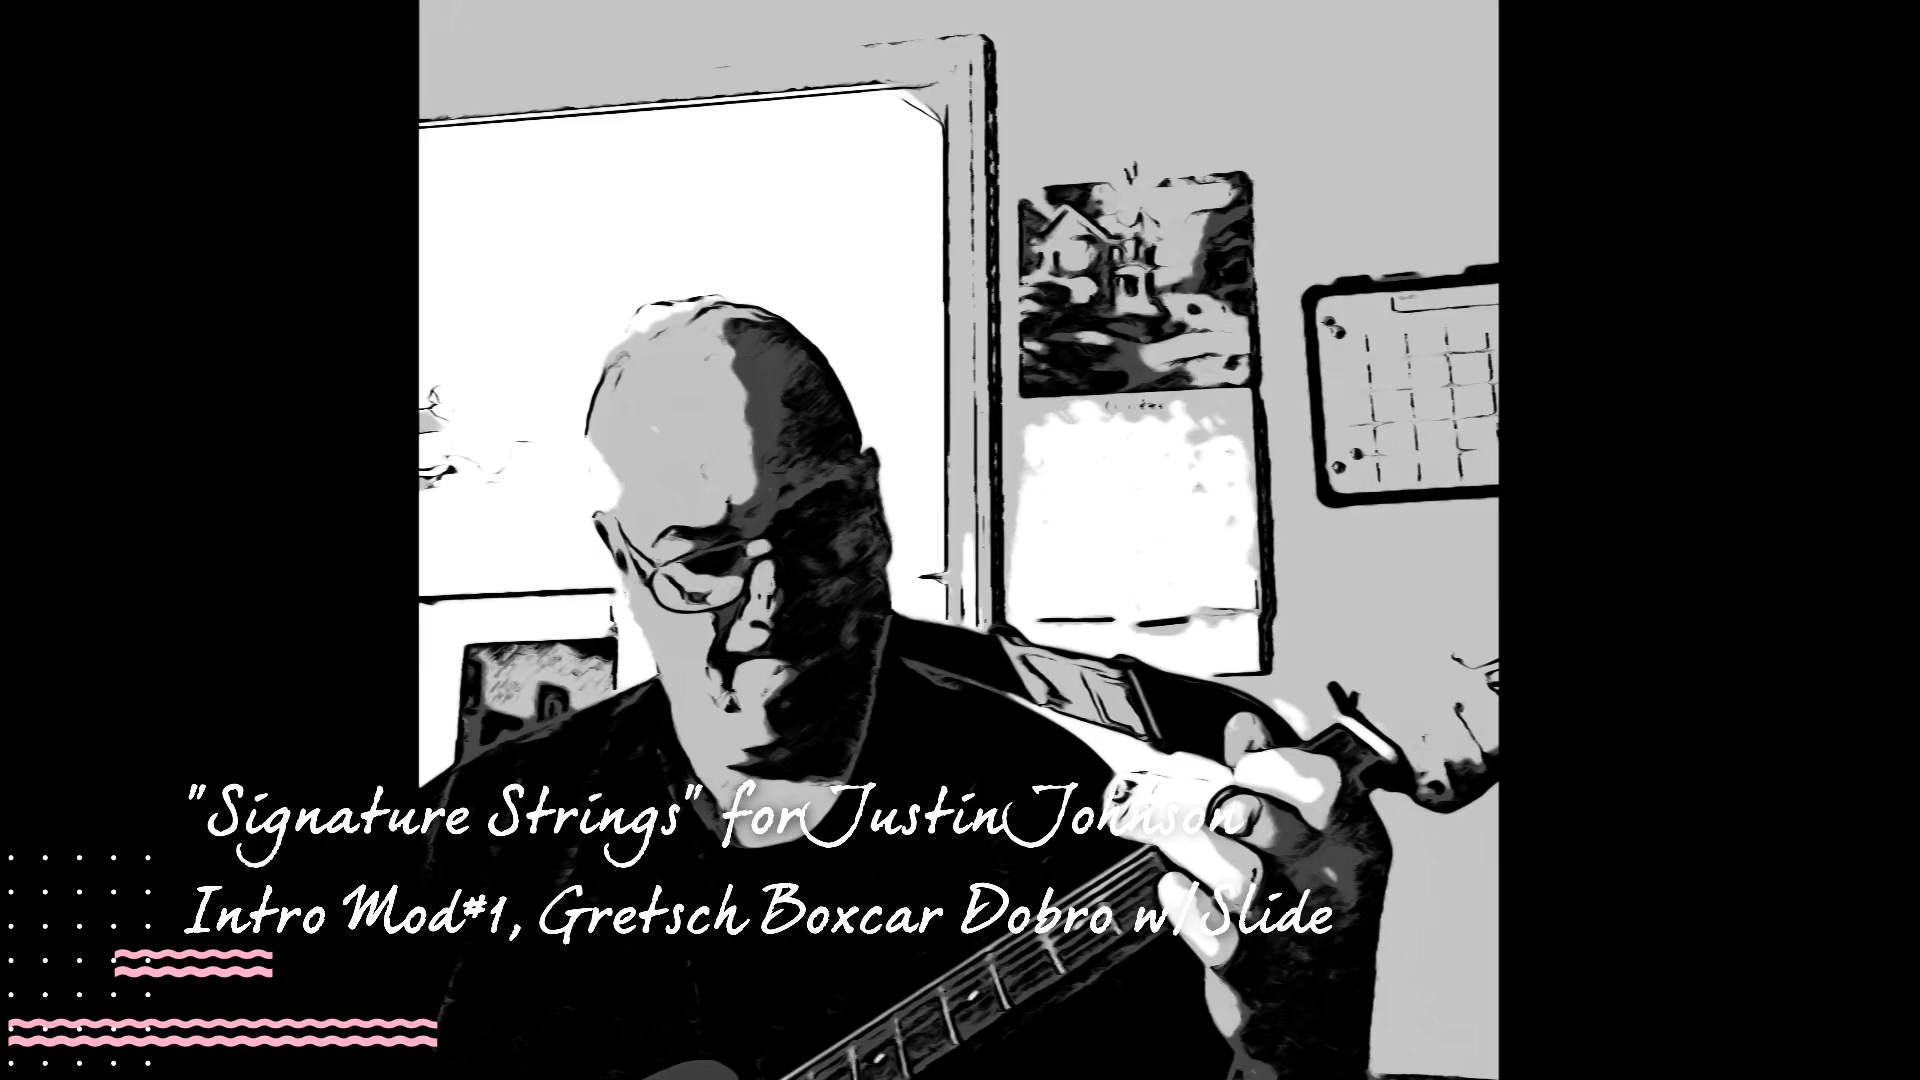 "Signature Strings" for Justin Johnson
Intro Mod#1, Gretsch Boxcar Dobro w/Slide